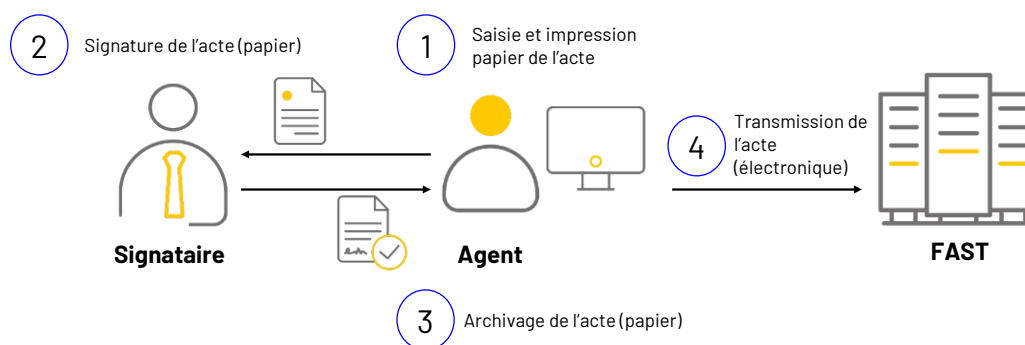 2
Signature de l'acte (papier)
1
Saisie et impression
papier de l'acte
4
Transmission de
l'acte
(électronique)
Signataire
Agent
FAST
3
Archivage de l'acte (papier)